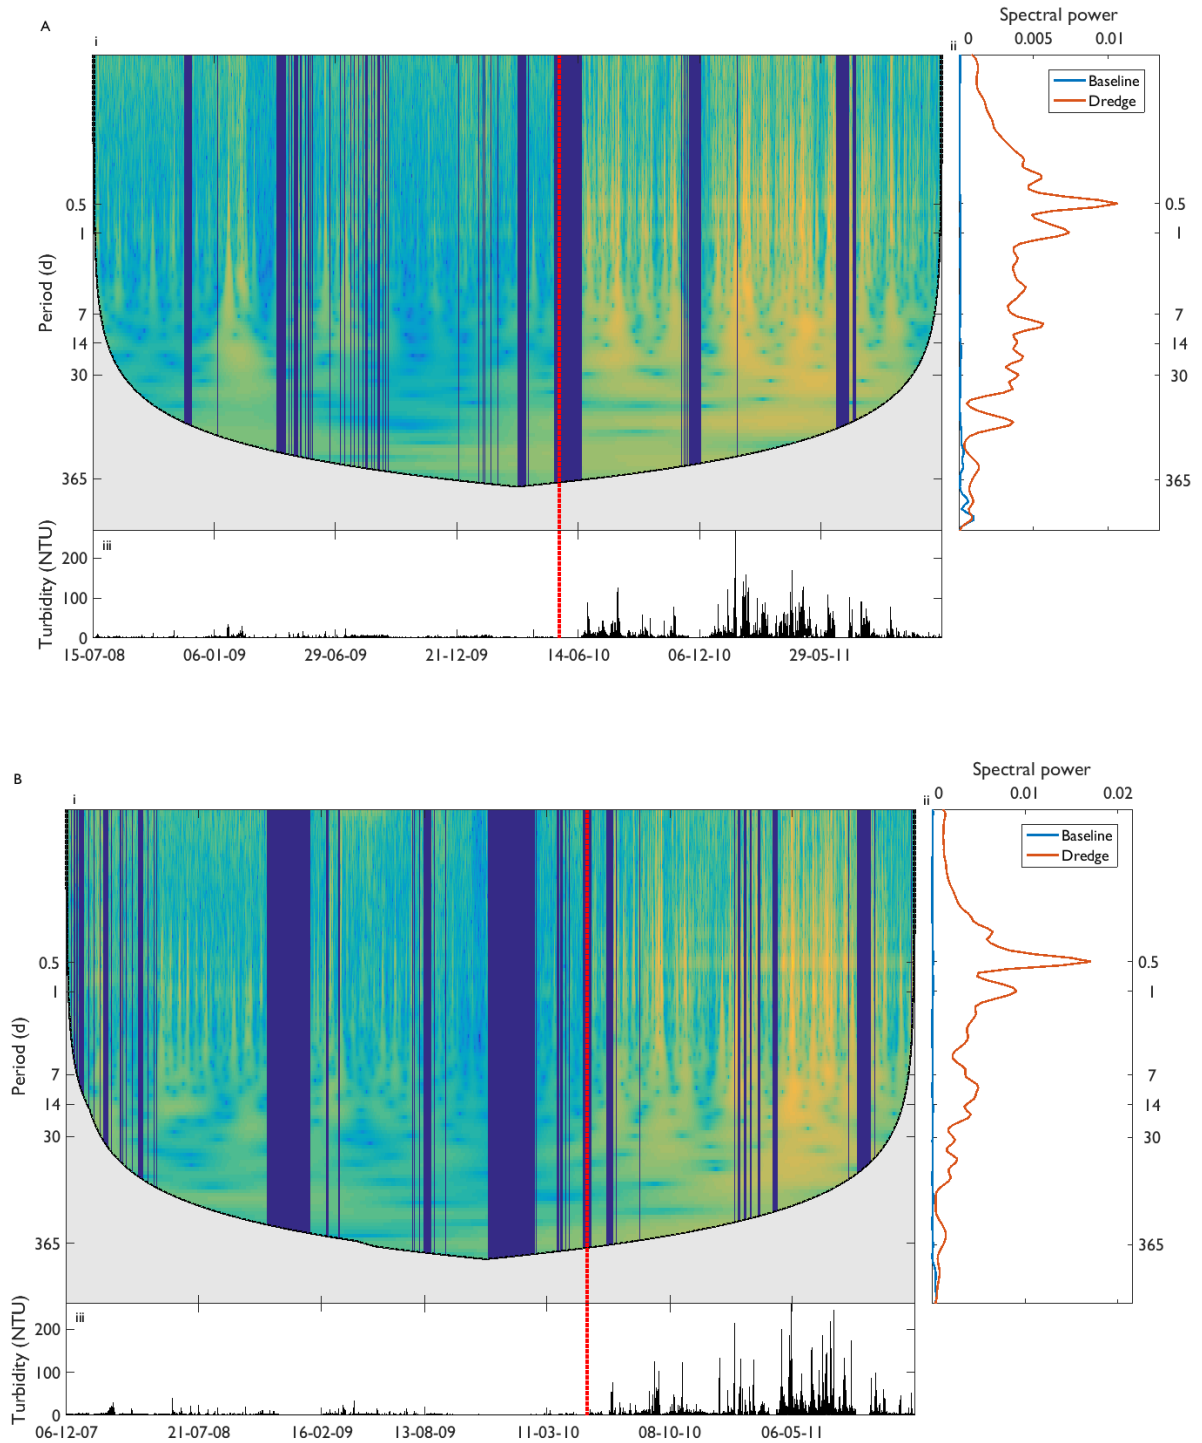 A
i
Spectral power
0 0.005 0.01
ii
Baseline
Dredge
Period (d)
0.5
1
7
14
30
365
0.5
1
7
14
30
365
iii
Turbidity (NTU)
200
100
0
15-07-08 06-01-09 29-06-09 21-12-09 14-06-10 06-12-10 29-05-11
B
i
Spectral power
0 0.01 0.02
ii
Baseline
Dredge
Period (d)
0.5
1
7
14
30
365
0.5
1
7
14
30
365
iii
Turbidity (NTU)
200
100
0
06-12-07 21-07-08 16-02-09 13-08-09 11-03-10 08-10-10 06-05-11